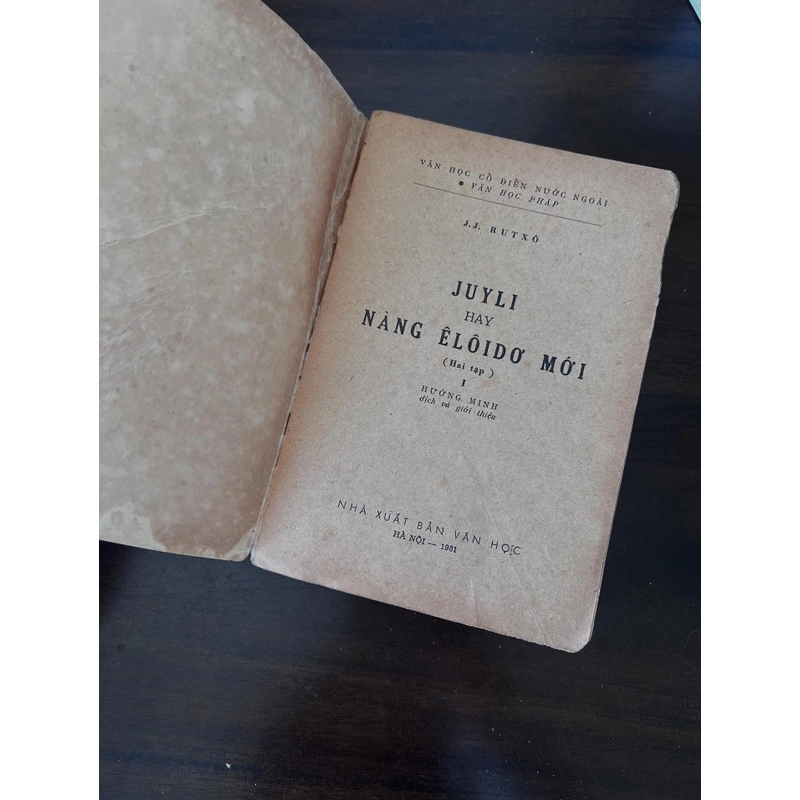 VĂN HỌC CỔ ĐIỂN NƯỚC NGOÀI
• VĂN HỌC PHÁP
J.J. RUTXÔ
JUYLI
HAY
NÀNG ÊLÔIDƠ MỚI
(Hai tập)
I
HƯỚNG MINH
dịch và giới thiệu
NHÀ XUẤT BẢN VĂN HỌC
HÀ NỘI — 1981